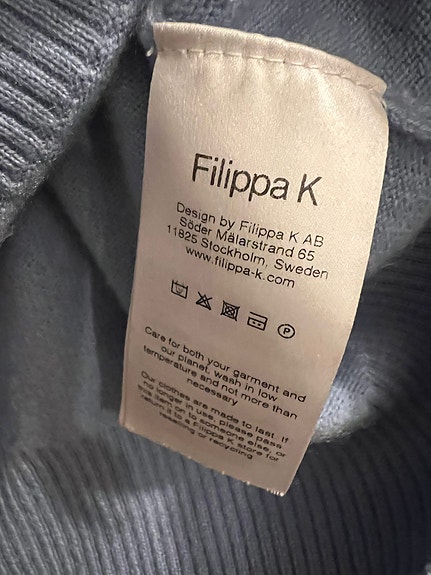 Filippa K
Design by Filippa K AB
Söder Mälarstrand 65
11825 Stockholm, Sweden
www.filippa-k.com
P
Care for both your garment and
our planet, wash in low
temperature and not more than
necessary
Our clothes are made to last. If
no longer in use, please pass
this item on to someone else, or
return it to a Filippa K store for
reselling or recycling